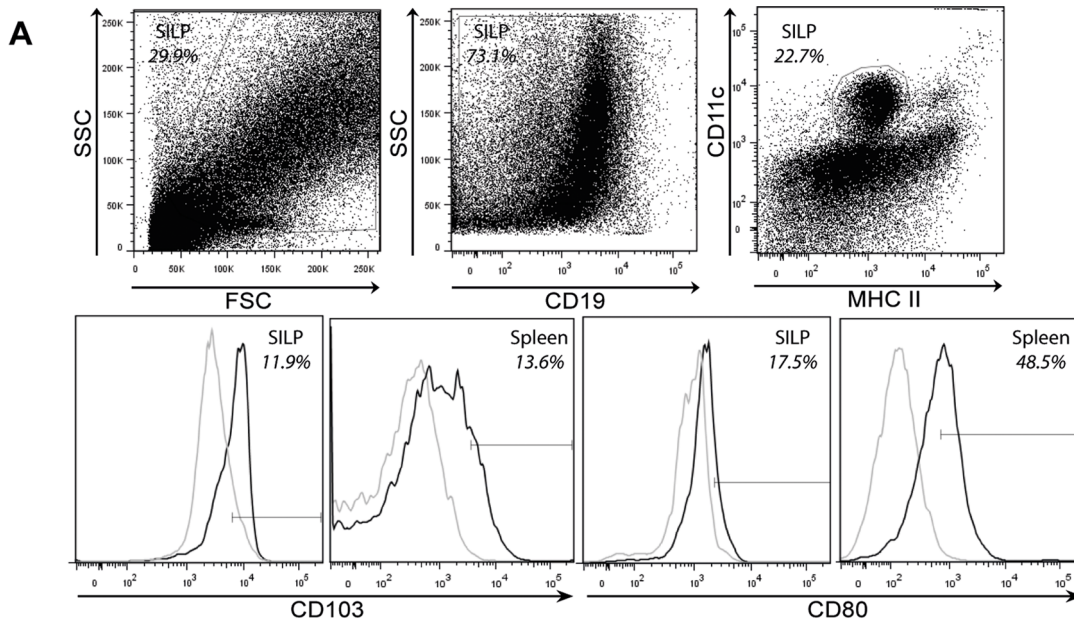 A
SSC
250K
200K
150K
100K
50K
0
SILP
29.9%
0 50K 100K 150K 200K 250K
FSC
SSC
250K
200K
150K
100K
50K
0
SILP
73.1%
0 10² 10³ 10⁴ 10⁵
CD19
CD11c
10⁵
10⁴
10³
10²
0
SILP
22.7%
0 10² 10³ 10⁴ 10⁵
MHC II
SILP
11.9%
0 10² 10³ 10⁴ 10⁵
Spleen
13.6%
0 10² 10³ 10⁴ 10⁵
CD103
SILP
17.5%
0 10² 10³ 10⁴ 10⁵
Spleen
48.5%
0 10² 10³ 10⁴ 10⁵
CD80